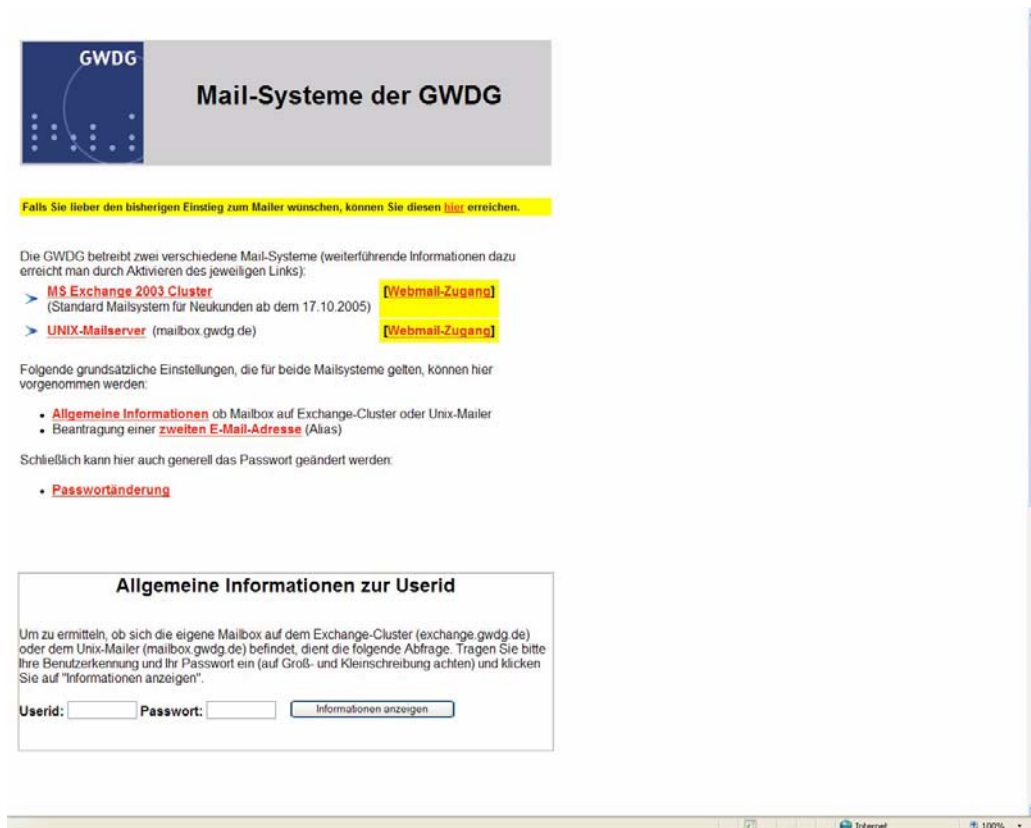 GWDG
Mail-Systeme der GWDG
Falls Sie lieber den bisherigen Einstieg zum Mailer wünschen, können Sie diesen hier erreichen.
Die GWDG betreibt zwei verschiedene Mail-Systeme (weiterführende Informationen dazu
erreicht man durch Aktivieren des jeweiligen Links):
MS Exchange 2003 Cluster [Webmail-Zugang]
(Standard Mailsystem für Neukunden ab dem 17.10.2005)
UNIX-Mailserver (mailbox.gwdg.de) [Webmail-Zugang]
Folgende grundsätzliche Einstellungen, die für beide Mailsysteme gelten, können hier
vorgenommen werden:
• Allgemeine Informationen ob Mailbox auf Exchange-Cluster oder Unix-Mailer
• Beantragung einer zweiten E-Mail-Adresse (Alias)
Schließlich kann hier auch generell das Passwort geändert werden:
• Passwortänderung
Allgemeine Informationen zur Userid
Um zu ermitteln, ob sich die eigene Mailbox auf dem Exchange-Cluster (exchange.gwdg.de)
oder dem Unix-Mailer (mailbox.gwdg.de) befindet, dient die folgende Abfrage. Tragen Sie bitte
Ihre Benutzerkennung und Ihr Passwort ein (auf Groß- und Kleinschreibung achten) und klicken
Sie auf "Informationen anzeigen".
Userid: Passwort: Informationen anzeigen
Internet 100%